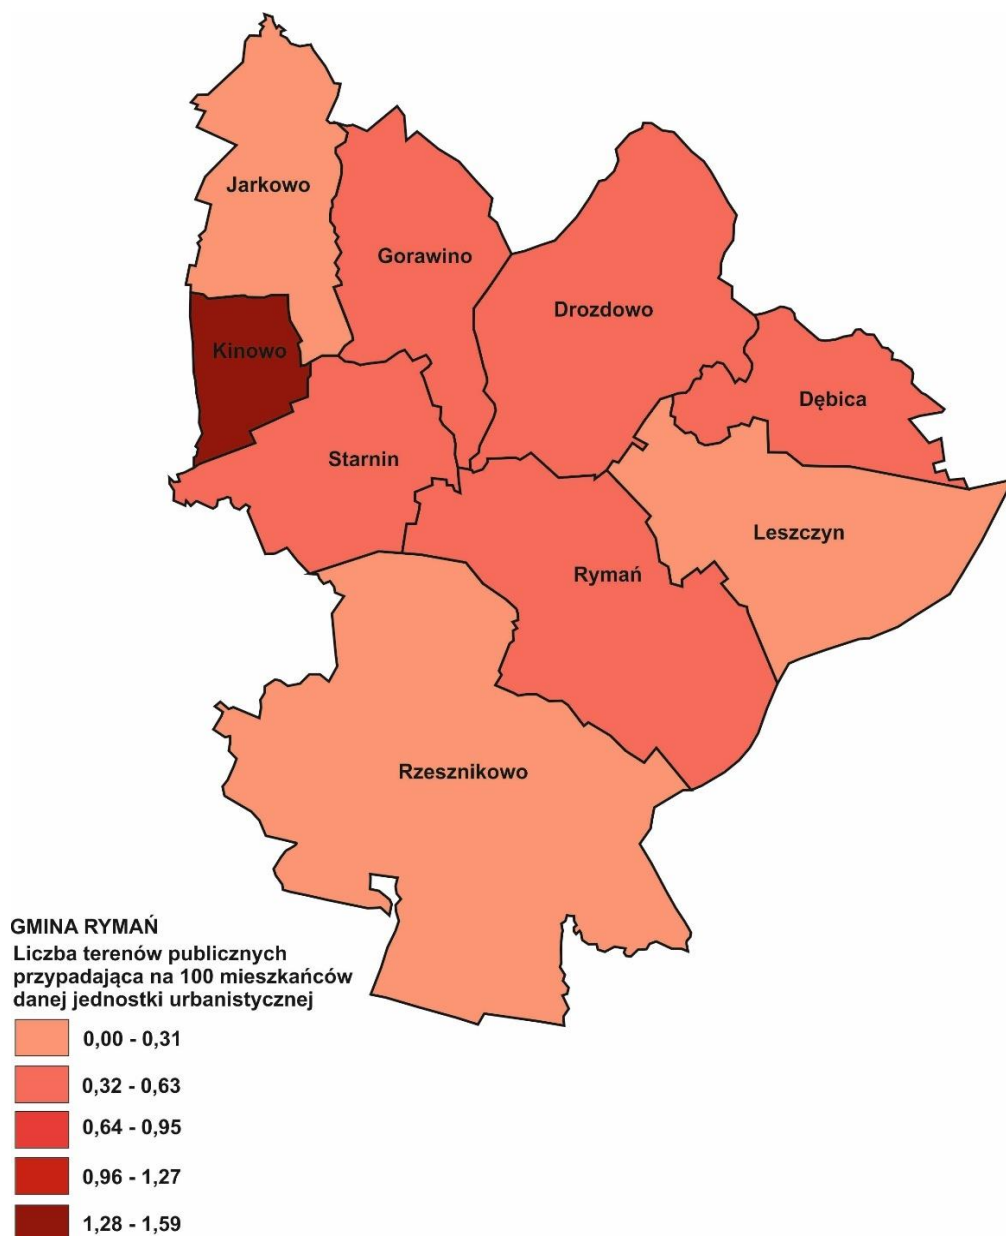 Jarkowo
Gorawino
Drozdowo
Kinowo
Dębica
Starnin
Leszczyn
Rymań
Rzesznikowo
GMINA RYMAŃ
Liczba terenów publicznych
przypadająca na 100 mieszkańców
danej jednostki urbanistycznej
0,00 - 0,31
0,32 - 0,63
0,64 - 0,95
0,96 - 1,27
1,28 - 1,59